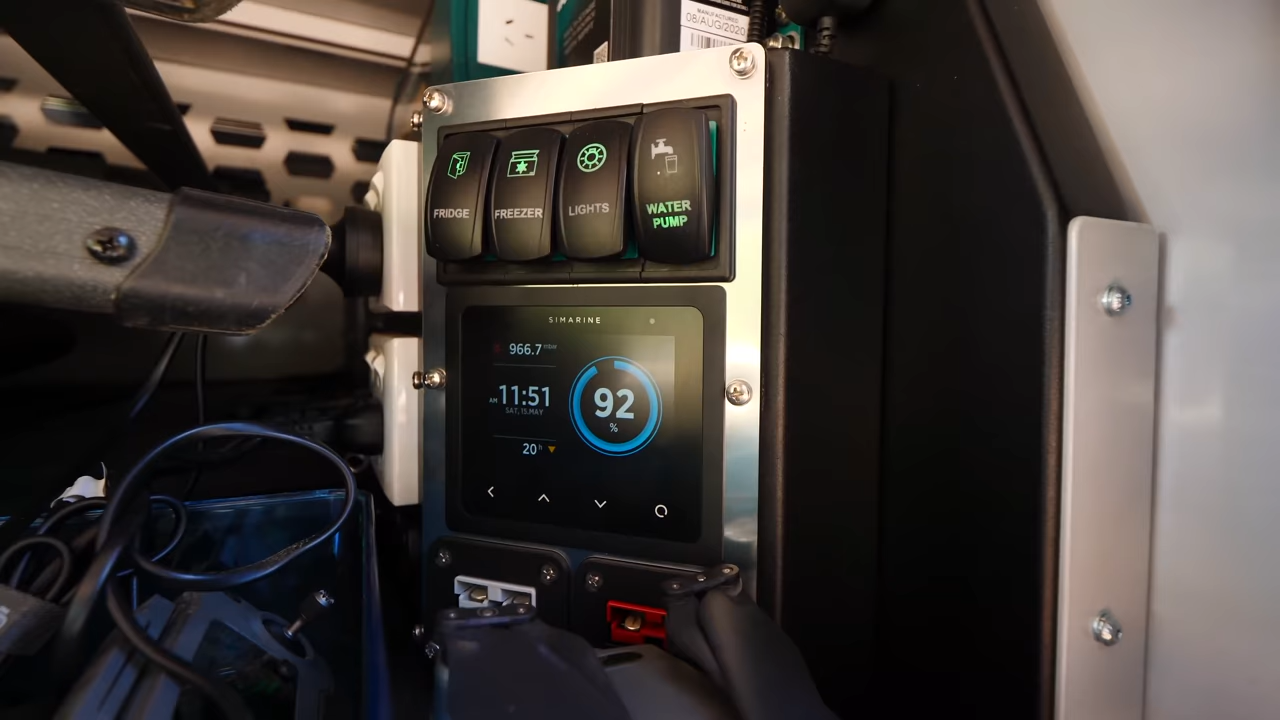 MANUFACTURED
08/AUG/2020
FRIDGE
FREEZER
LIGHTS
WATER
PUMP
SIMARINE
966.7 mbar
AM 11:51
SAT, 15.MAY
20 h
92
%